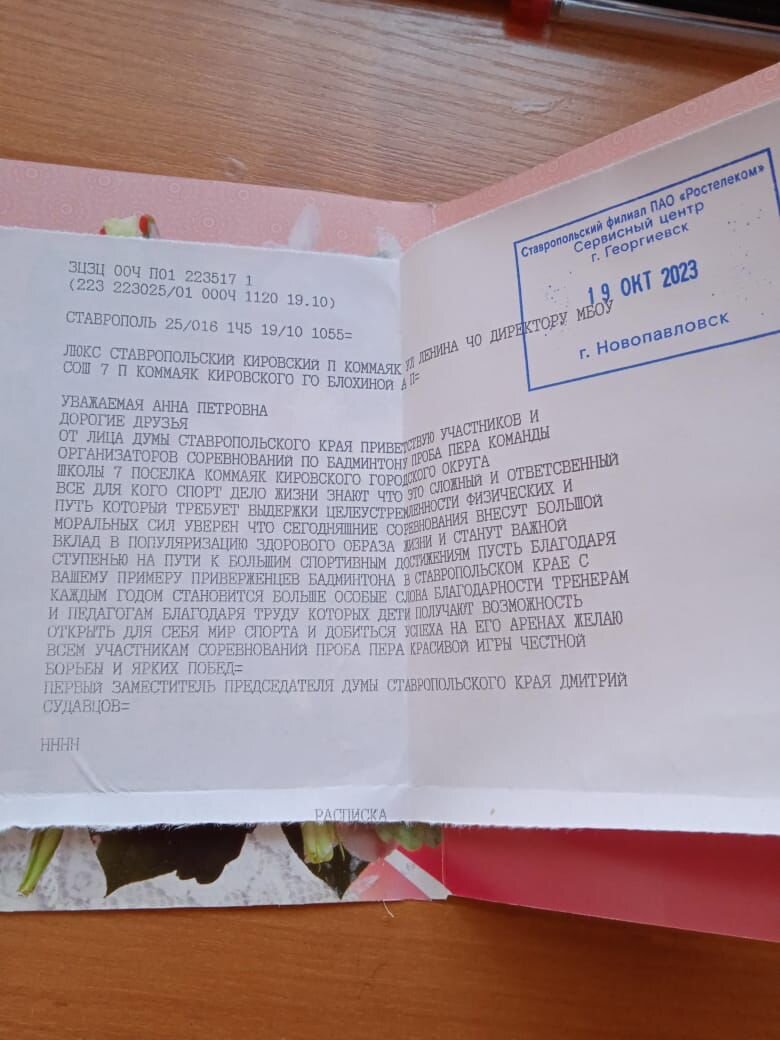 Ставропольский филиал ПАО «Ростелеком»
Сервисный центр
г. Георгиевск
19 ОКТ 2023
г. Новопавловск
ЗЦЗЦ 00Ч П01 223517 1
(223 223025/01 000Ч 1120 19.10)
СТАВРОПОЛЬ 25/016 1Ч5 19/10 1055=
ЛЮКС СТАВРОПОЛЬСКИЙ КИРОВСКИЙ П КОММАЯК УЛ ЛЕНИНА ЧО ДИРЕКТОРУ МБОУ
СОШ 7 П КОММАЯК КИРОВСКОГО ГО БЛОХИНОЙ А П=
УВАЖАЕМАЯ АННА ПЕТРОВНА
ДОРОГИЕ ДРУЗЬЯ
ОТ ЛИЦА ДУМЫ СТАВРОПОЛЬСКОГО КРАЯ ПРИВЕТСТВУЮ УЧАСТНИКОВ И
ОРГАНИЗАТОРОВ СОРЕВНОВАНИЙ ПО БАДМИНТОНУ ПРОБА ПЕРА КОМАНДЫ
ШКОЛЫ 7 ПОСЕЛКА КОММАЯК КИРОВСКОГО ГОРОДСКОГО ОКРУГА
ВСЕ ДЛЯ КОГО СПОРТ ДЕЛО ЖИЗНИ ЗНАЮТ ЧТО ЭТО СЛОЖНЫЙ И ОТВЕТСВЕННЫЙ
ПУТЬ КОТОРЫЙ ТРЕБУЕТ ВЫДЕРЖКИ ЦЕЛЕУСТРЕМЛЕННОСТИ ФИЗИЧЕСКИХ И
МОРАЛЬНЫХ СИЛ УВЕРЕН ЧТО СЕГОДНЯШНИЕ СОРЕВНОВАНИЯ ВНЕСУТ БОЛЬШОЙ
ВКЛАД В ПОПУЛЯРИЗАЦИЮ ЗДОРОВОГО ОБРАЗА ЖИЗНИ И СТАНУТ ВАЖНОЙ
СТУПЕНЬЮ НА ПУТИ К БОЛЬШИМ СПОРТИВНЫМ ДОСТИЖЕНИЯМ ПУСТЬ БЛАГОДАРЯ
ВАШЕМУ ПРИМЕРУ ПРИВЕРЖЕНЦЕВ БАДМИНТОНА В СТАВРОПОЛЬСКОМ КРАЕ С
КАЖДЫМ ГОДОМ СТАНОВИТСЯ БОЛЬШЕ ОСОБЫЕ СЛОВА БЛАГОДАРНОСТИ ТРЕНЕРАМ
И ПЕДАГОГАМ БЛАГОДАРЯ ТРУДУ КОТОРЫХ ДЕТИ ПОЛУЧАЮТ ВОЗМОЖНОСТЬ
ОТКРЫТЬ ДЛЯ СЕБЯ МИР СПОРТА И ДОБИТЬСЯ УСПЕХА НА ЕГО АРЕНАХ ЖЕЛАЮ
ВСЕМ УЧАСТНИКАМ СОРЕВНОВАНИЙ ПРОБА ПЕРА КРАСИВОЙ ИГРЫ ЧЕСТНОЙ
БОРЬБЫ И ЯРКИХ ПОБЕД=
ПЕРВЫЙ ЗАМЕСТИТЕЛЬ ПРЕДСЕДАТЕЛЯ ДУМЫ СТАВРОПОЛЬСКОГО КРАЯ ДМИТРИЙ
СУДАВЦОВ=
НННН
РАСПИСКА